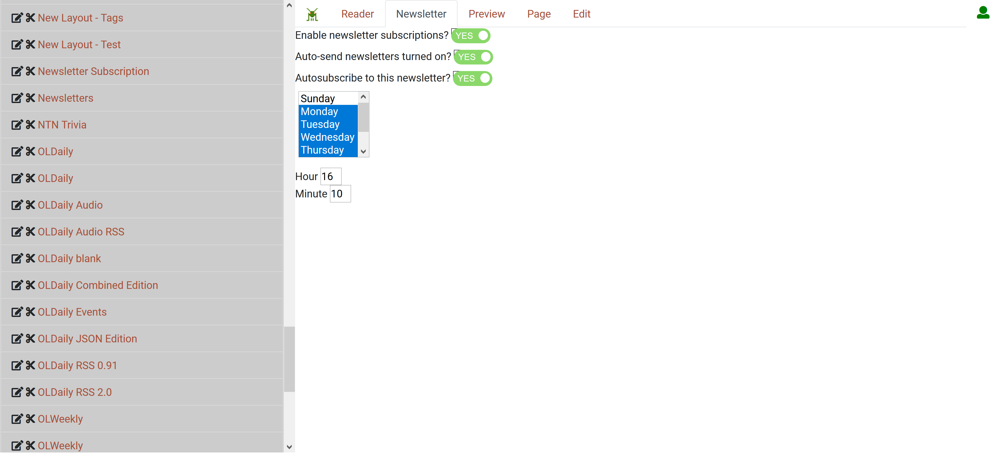 New Layout - Tags
New Layout - Test
Newsletter Subscription
Newsletters
NTN Trivia
OLDaily
OLDaily
OLDaily Audio
OLDaily Audio RSS
OLDaily blank
OLDaily Combined Edition
OLDaily Events
OLDaily JSON Edition
OLDaily RSS 0.91
OLDaily RSS 2.0
OLWeekly
OLWeekly
Reader Newsletter Preview Page Edit
Enable newsletter subscriptions? YES
Auto-send newsletters turned on? YES
Autosubscribe to this newsletter? YES
Sunday
Monday
Tuesday
Wednesday
Thursday
Hour 16
Minute 10